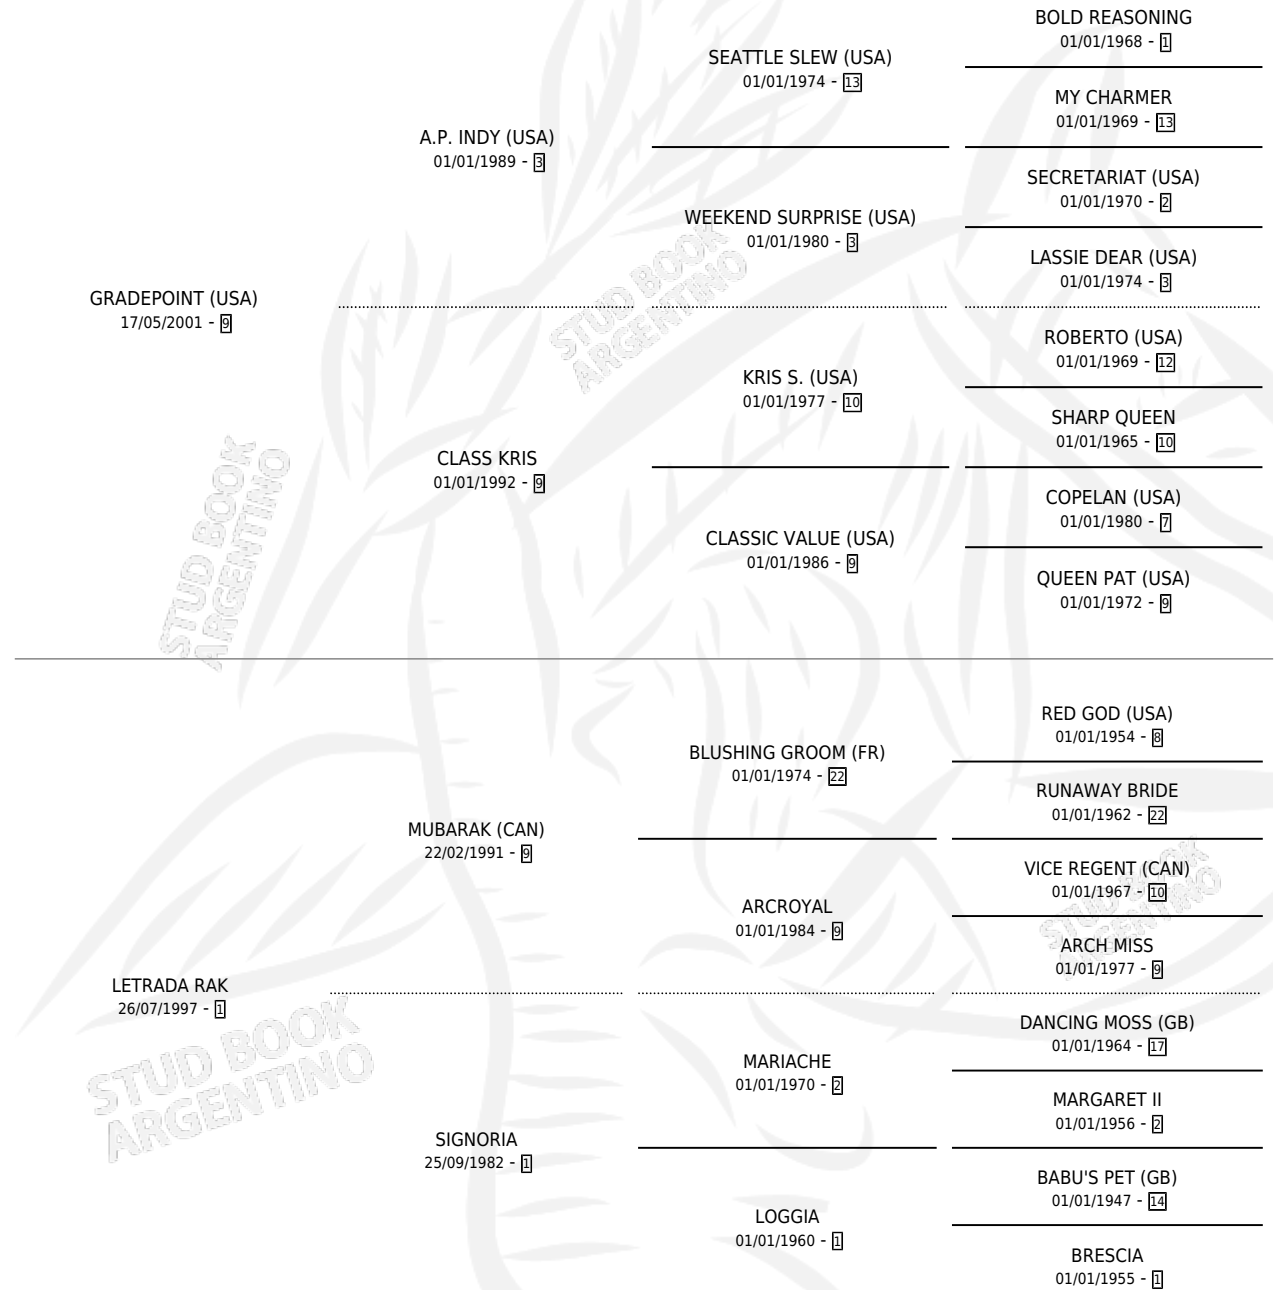 BOLD REASONING
01/01/1968 - 1
SEATTLE SLEW (USA)
01/01/1974 - 13
MY CHARMER
01/01/1969 - 13
A.P. INDY (USA)
01/01/1989 - 3
SECRETARIAT (USA)
01/01/1970 - 2
WEEKEND SURPRISE (USA)
01/01/1980 - 3
LASSIE DEAR (USA)
01/01/1974 - 3
GRADEPOINT (USA)
17/05/2001 - 9
STUD BOOK
ARGENTINO
ROBERTO (USA)
01/01/1969 - 12
KRIS S. (USA)
01/01/1977 - 10
SHARP QUEEN
01/01/1965 - 10
CLASS KRIS
01/01/1992 - 9
STUD BOOK
ARGENTINO
COPELAN (USA)
01/01/1980 - 7
CLASSIC VALUE (USA)
01/01/1986 - 9
QUEEN PAT (USA)
01/01/1972 - 9
RED GOD (USA)
01/01/1954 - 8
BLUSHING GROOM (FR)
01/01/1974 - 22
RUNAWAY BRIDE
01/01/1962 - 22
MUBARAK (CAN)
22/02/1991 - 9
VICE REGENT (CAN)
01/01/1967 - 10
STUD BOOK
ARGENTINO
ARCROYAL
01/01/1984 - 9
ARCH MISS
01/01/1977 - 9
LETRADA RAK
26/07/1997 - 1
STUD BOOK
ARGENTINO
DANCING MOSS (GB)
01/01/1964 - 17
MARIACHE
01/01/1970 - 2
MARGARET II
01/01/1956 - 2
SIGNORIA
25/09/1982 - 1
BABU'S PET (GB)
01/01/1947 - 14
LOGGIA
01/01/1960 - 1
BRESCIA
01/01/1955 - 1